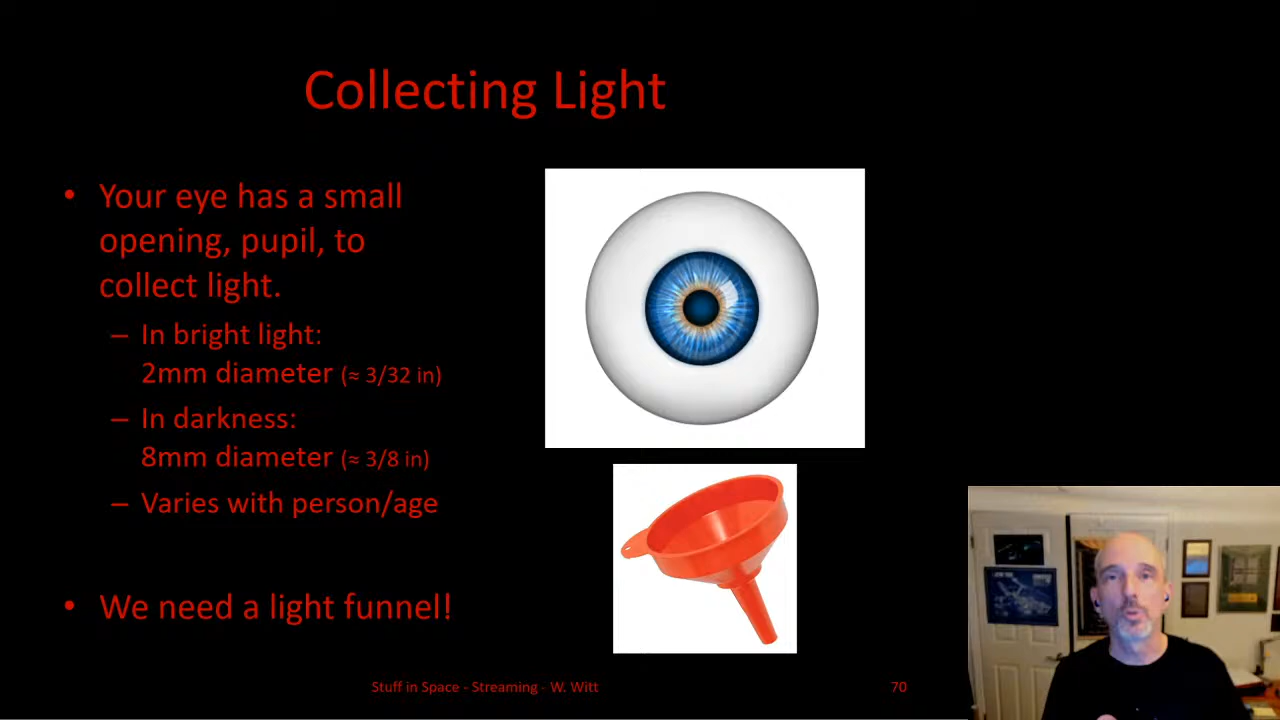 Collecting Light
• Your eye has a small
opening, pupil, to
collect light.
– In bright light:
2mm diameter (≈ 3/32 in)
– In darkness:
8mm diameter (≈ 3/8 in)
– Varies with person/age
• We need a light funnel!
Stuff in Space - Streaming - W. Witt
70